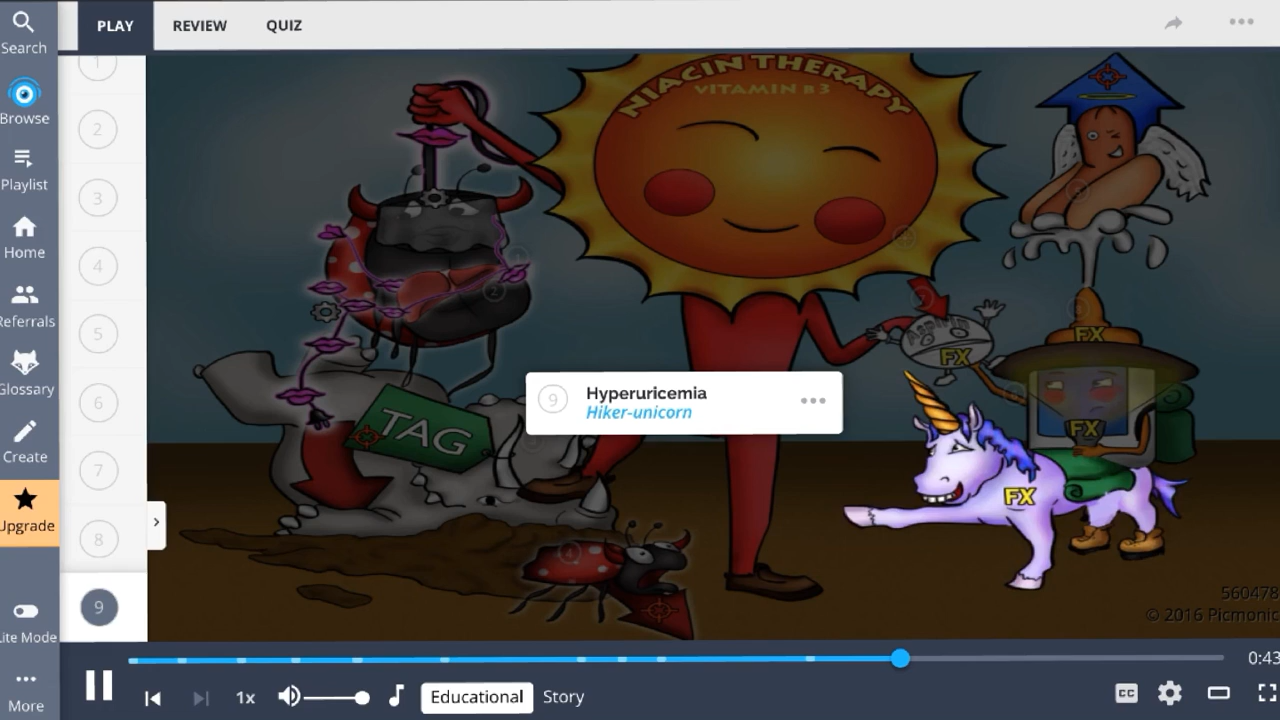 PLAY
REVIEW
QUIZ
Search
Browse
Playlist
Home
Referrals
Glossary
Create
Upgrade
Lite Mode
More
1
2
3
4
5
6
7
8
9
NIACIN THERAPY
VITAMIN B3
Aspirin
FX
FX
FX
TAG
9
Hyperuricemia
Hiker-unicorn
FX
560478
© 2016 Picmonic
0:43
1x
Educational
Story
CC